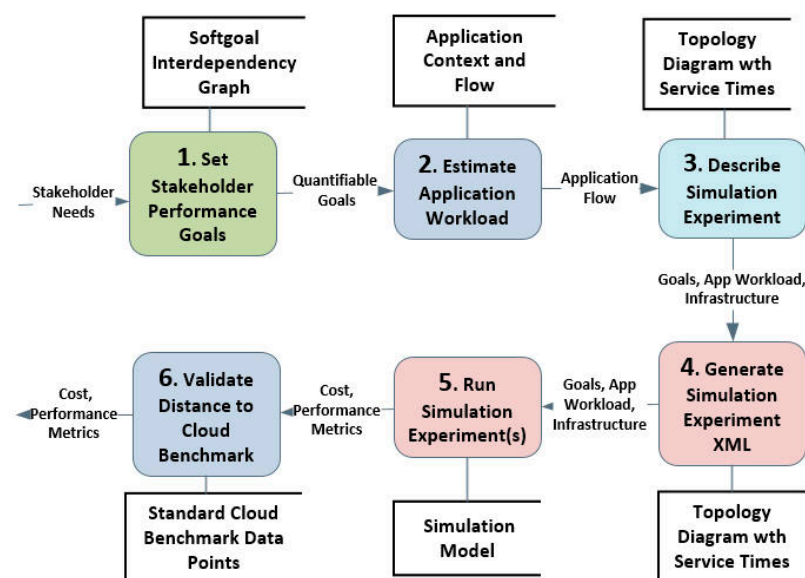 Softgoal
Interdependency
Graph
Application
Context and
Flow
Topology
Diagram wth
Service Times
Stakeholder
Needs
1. Set
Stakeholder
Performance
Goals
Quantifiable
Goals
2. Estimate
Application
Workload
Application
Flow
3. Describe
Simulation
Experiment
Goals, App Workload,
Infrastructure
4. Generate
Simulation
Experiment
XML
Goals, App
Workload,
Infrastructure
5. Run
Simulation
Experiment(s)
Cost,
Performance
Metrics
6. Validate
Distance to
Cloud
Benchmark
Cost,
Performance
Metrics
Standard Cloud
Benchmark Data
Points
Simulation
Model
Topology
Diagram wth
Service Times